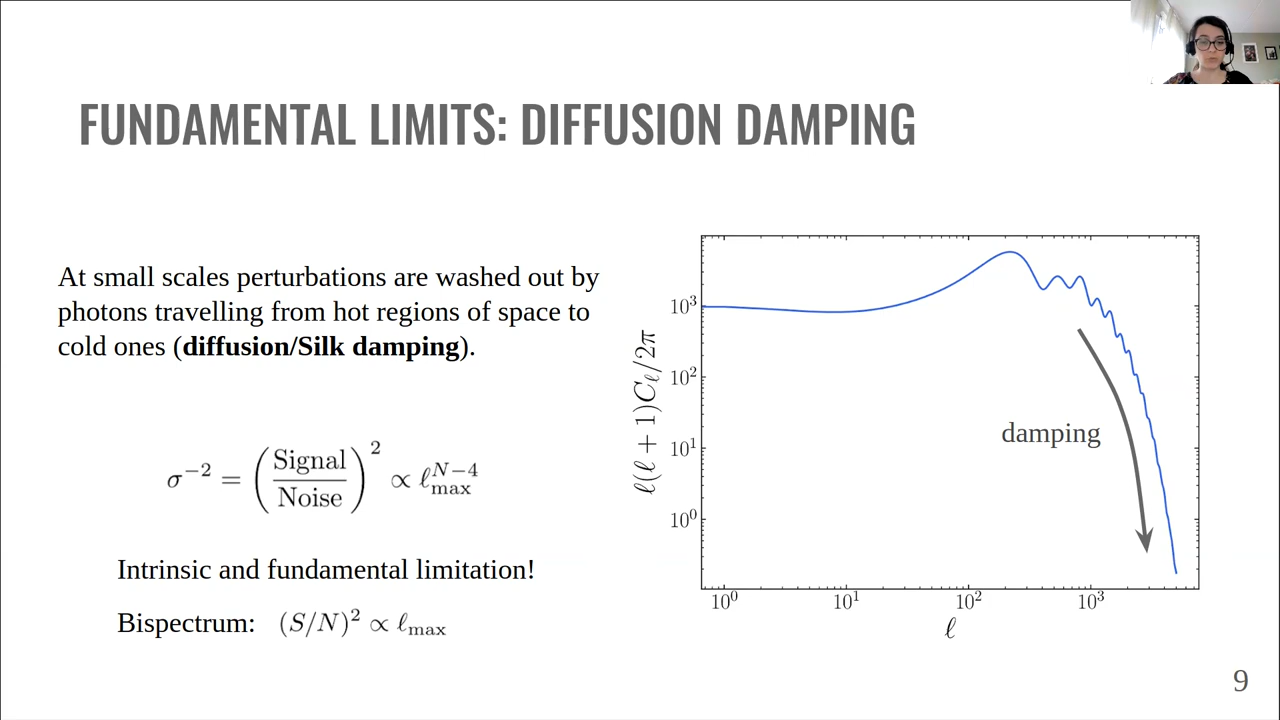 FUNDAMENTAL LIMITS: DIFFUSION DAMPING
At small scales perturbations are washed out by
photons travelling from hot regions of space to
cold ones (diffusion/Silk damping).
σ⁻² = (Signal/Noise)² ∝ ℓ_max^{N−4}
Intrinsic and fundamental limitation!
Bispectrum: (S/N)² ∝ ℓ_max
ℓ(ℓ + 1)C_ℓ/2π
10³
10²
10¹
10⁰
damping
10⁰ 10¹ 10² 10³
ℓ
9